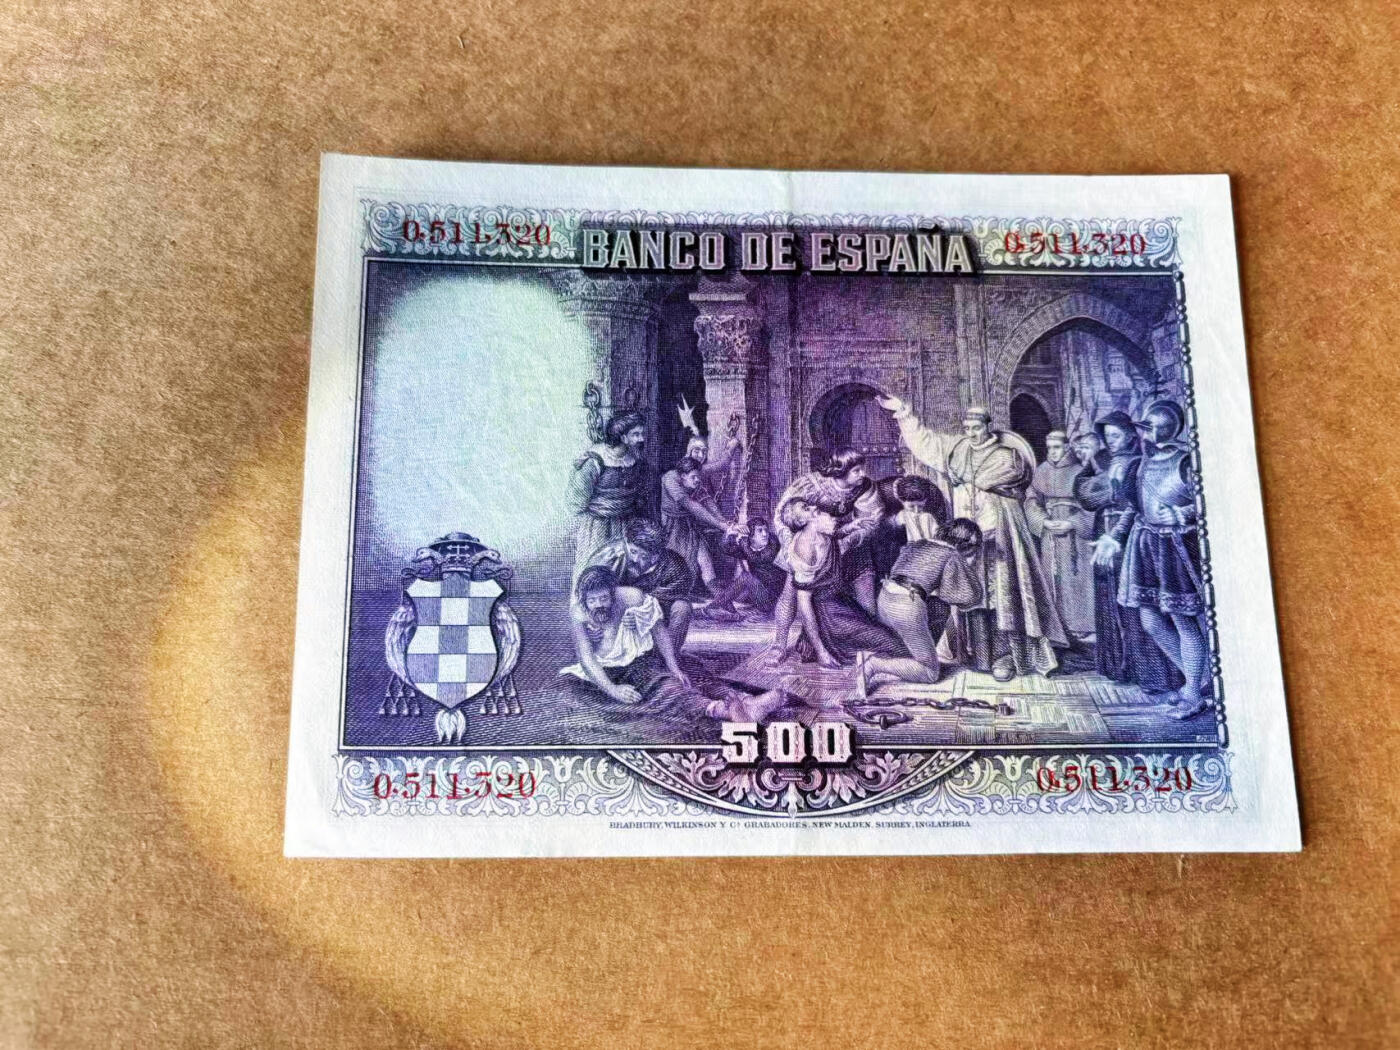 0.511,320 BANCO DE ESPAÑA 0.511,320
500
0.511,320 0.511,320
BRADBURY, WILKINSON Y Cª GRABADORES, NEW MALDEN, SURREY, INGLATERRA